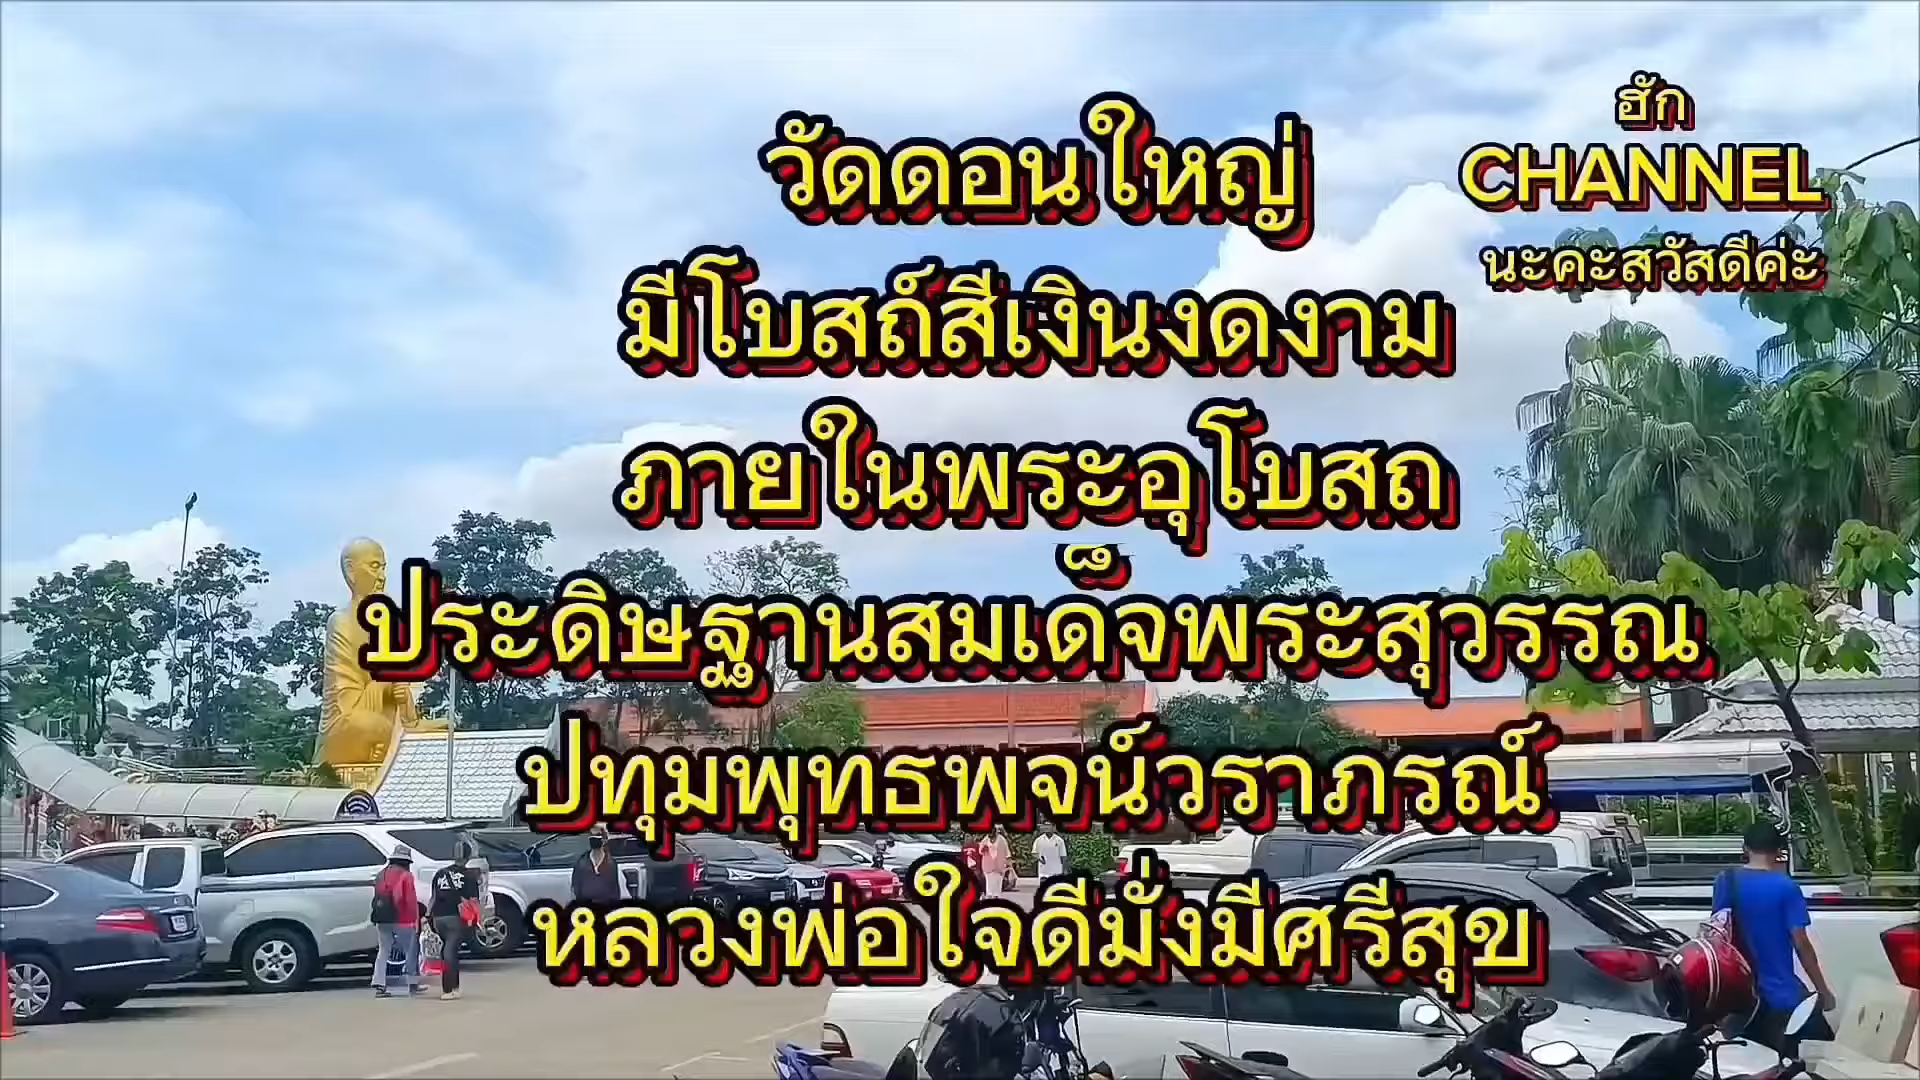 วัดดอนใหญ่
มีโบสถ์สีเงินงดงาม
ภายในพระอุโบสถ
ประดิษฐานสมเด็จพระสุวรรณ
ปทุมพุทธพจน์วราภรณ์
หลวงพ่อใจดีมั่งมีศรีสุข
ฮัก
CHANNEL
นะคะสวัสดีค่ะ